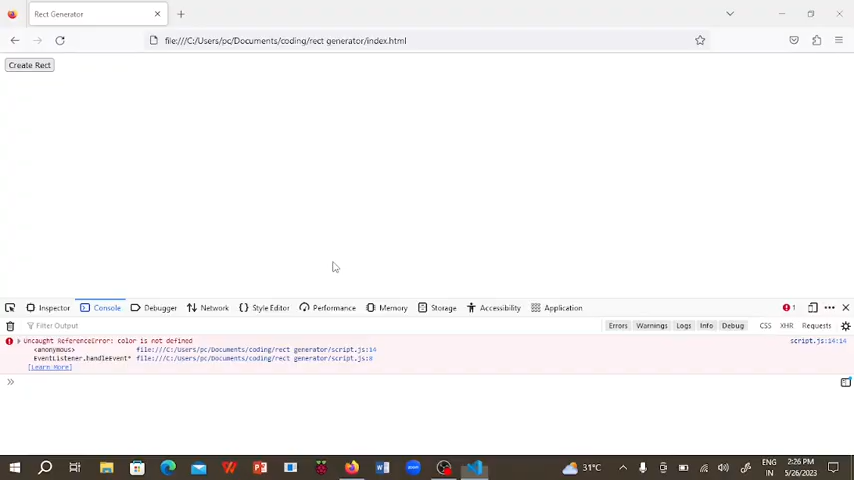 Rect Generator
file:///C:/Users/pc/Documents/coding/rect generator/index.html
Create Rect
Inspector Console Debugger Network Style Editor Performance Memory Storage Accessibility Application 1
Filter Output Errors Warnings Logs Info Debug CSS XHR Requests
Uncaught ReferenceError: color is not defined script.js:14:14
<anonymous> file:///C:/Users/pc/Documents/coding/rect generator/script.js:14
EventListener.handleEvent* file:///C:/Users/pc/Documents/coding/rect generator/script.js:8
[Learn More]
31°C ENG 2:26 PM
IN 5/26/2023